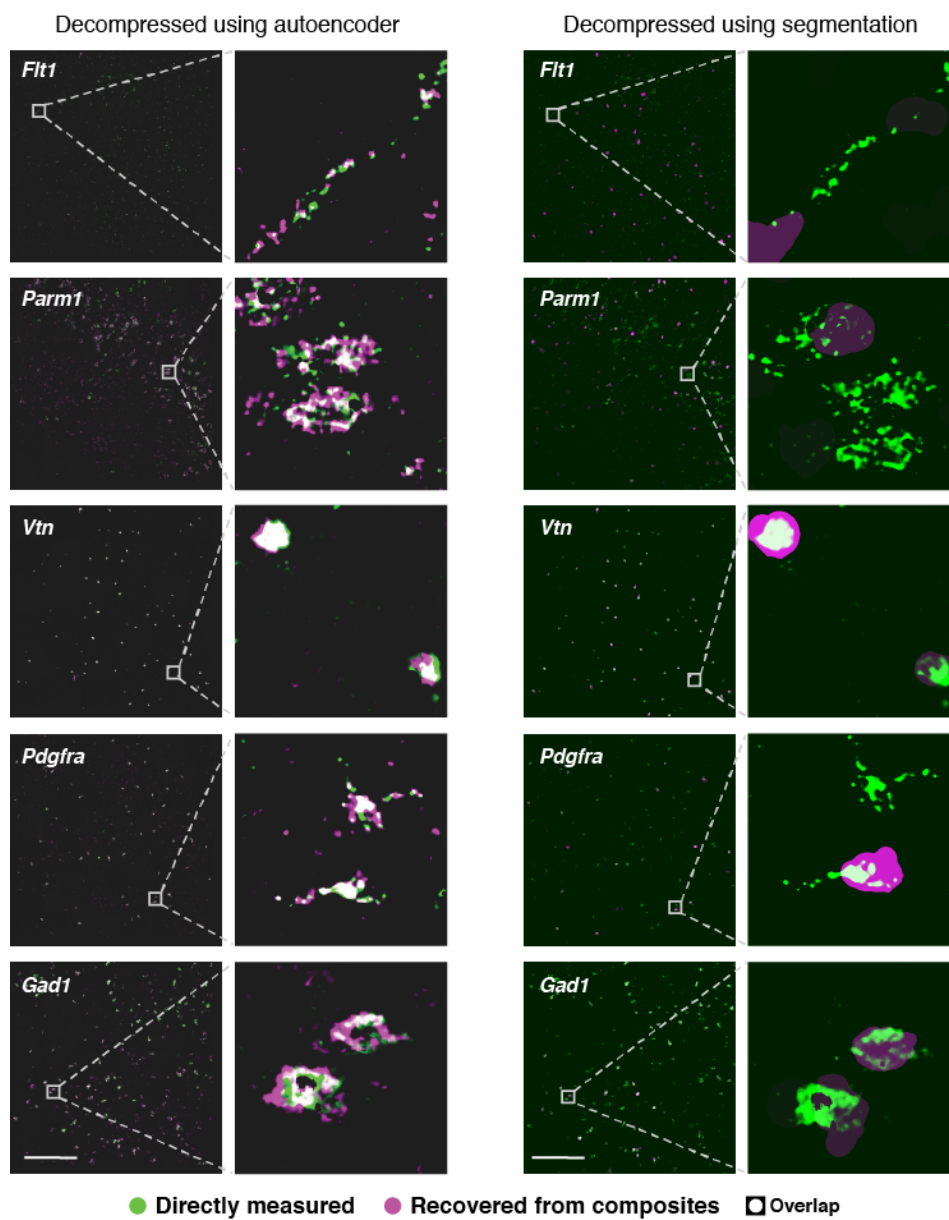 Decompressed using autoencoder
Decompressed using segmentation
Flt1
Flt1
Parm1
Parm1
Vtn
Vtn
Pdgfra
Pdgfra
Gad1
Gad1
Directly measured Recovered from composites Overlap